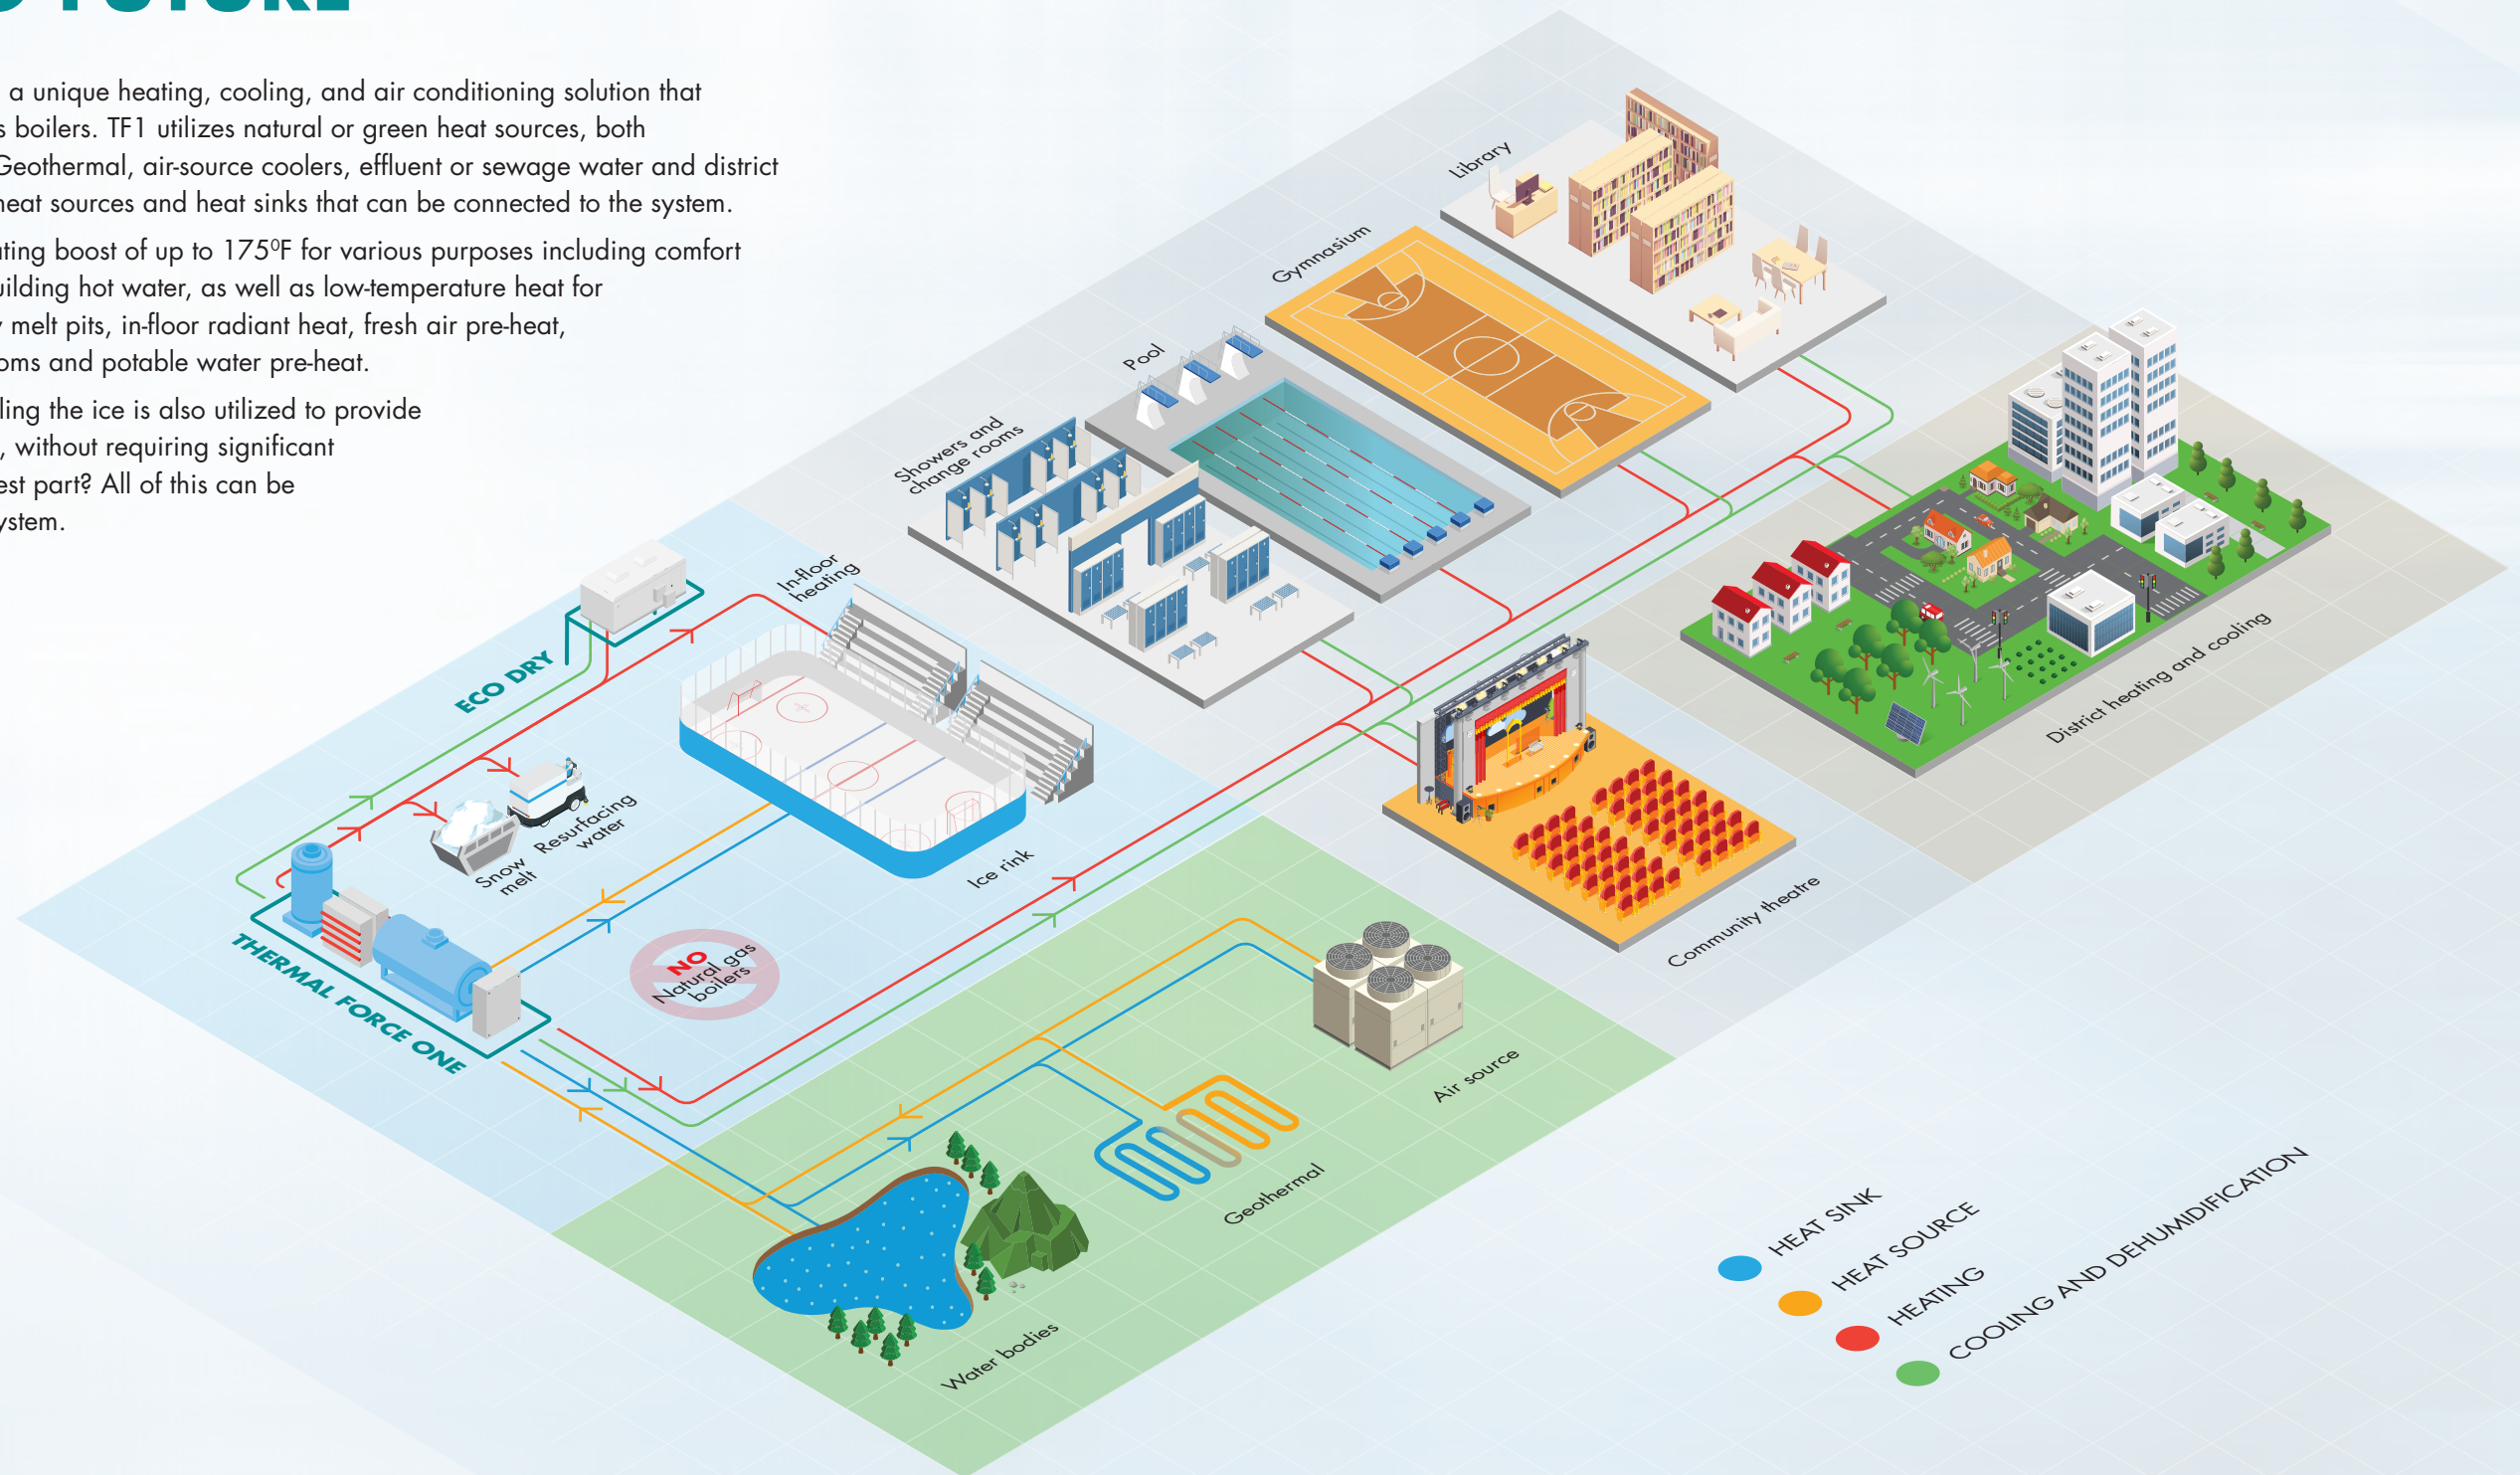 FUTURE
a unique heating, cooling, and air conditioning solution that
boilers. TF1 utilizes natural or green heat sources, both
Geothermal, air-source coolers, effluent or sewage water and district
heat sources and heat sinks that can be connected to the system.
boost of up to 175⁰F for various purposes including comfort
hot water, as well as low-temperature heat for
melt pits, in-floor radiant heat, fresh air pre-heat,
and potable water pre-heat.
the ice is also utilized to provide
, without requiring significant
part? All of this can be
Library
Gymnasium
Pool
Showers and
change rooms
In-floor
heating
ECO DRY
Resurfacing
water
Snow
melt
Ice rink
THERMAL FORCE ONE
NO
Natural gas
boilers
District heating and cooling
Community theatre
Air source
Geothermal
Water bodies
HEAT SINK
HEAT SOURCE
HEATING
COOLING AND DEHUMIDIFICATION